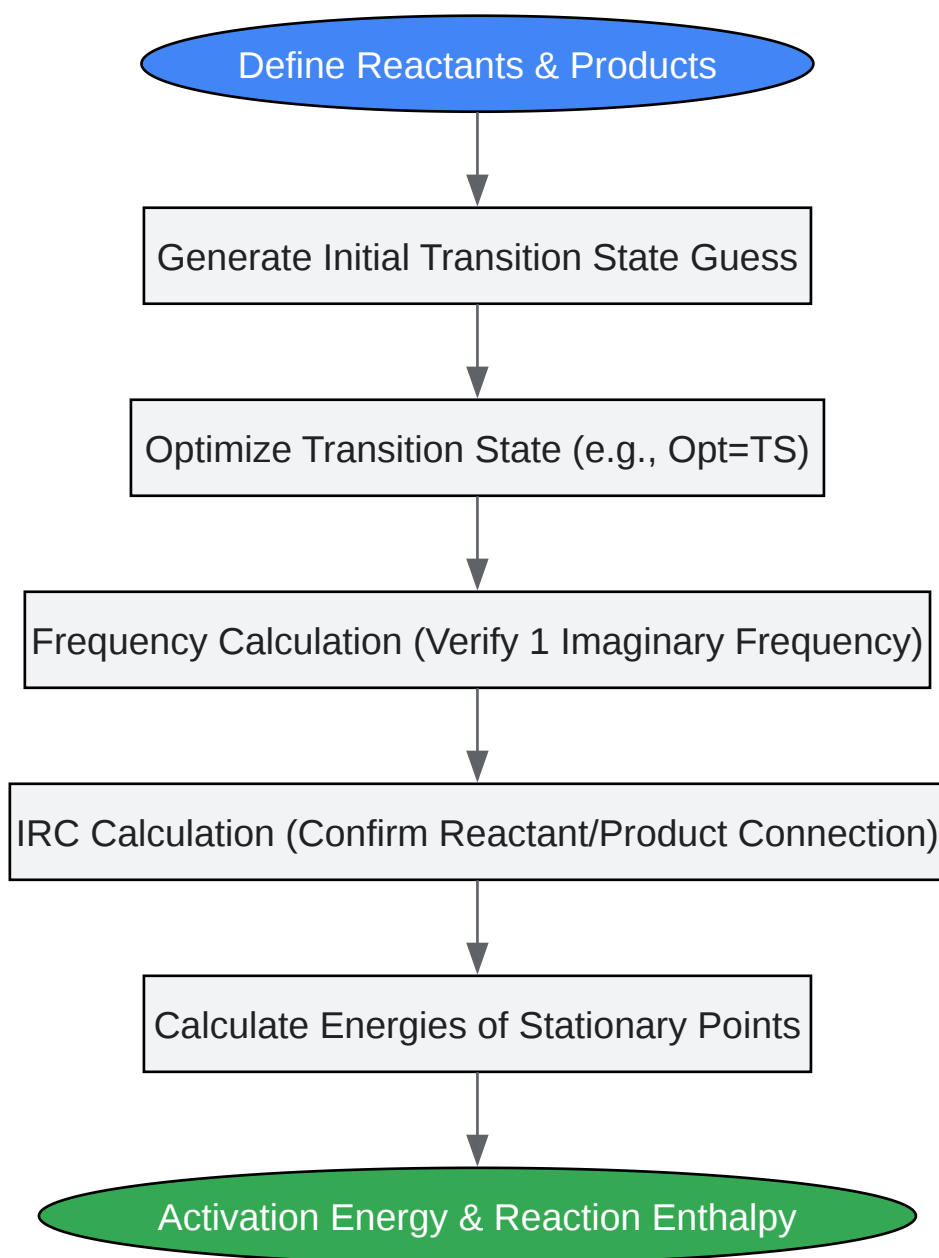 Define Reactants & Products
Generate Initial Transition State Guess
Optimize Transition State (e.g., Opt=TS)
Frequency Calculation (Verify 1 Imaginary Frequency)
IRC Calculation (Confirm Reactant/Product Connection)
Calculate Energies of Stationary Points
Activation Energy & Reaction Enthalpy